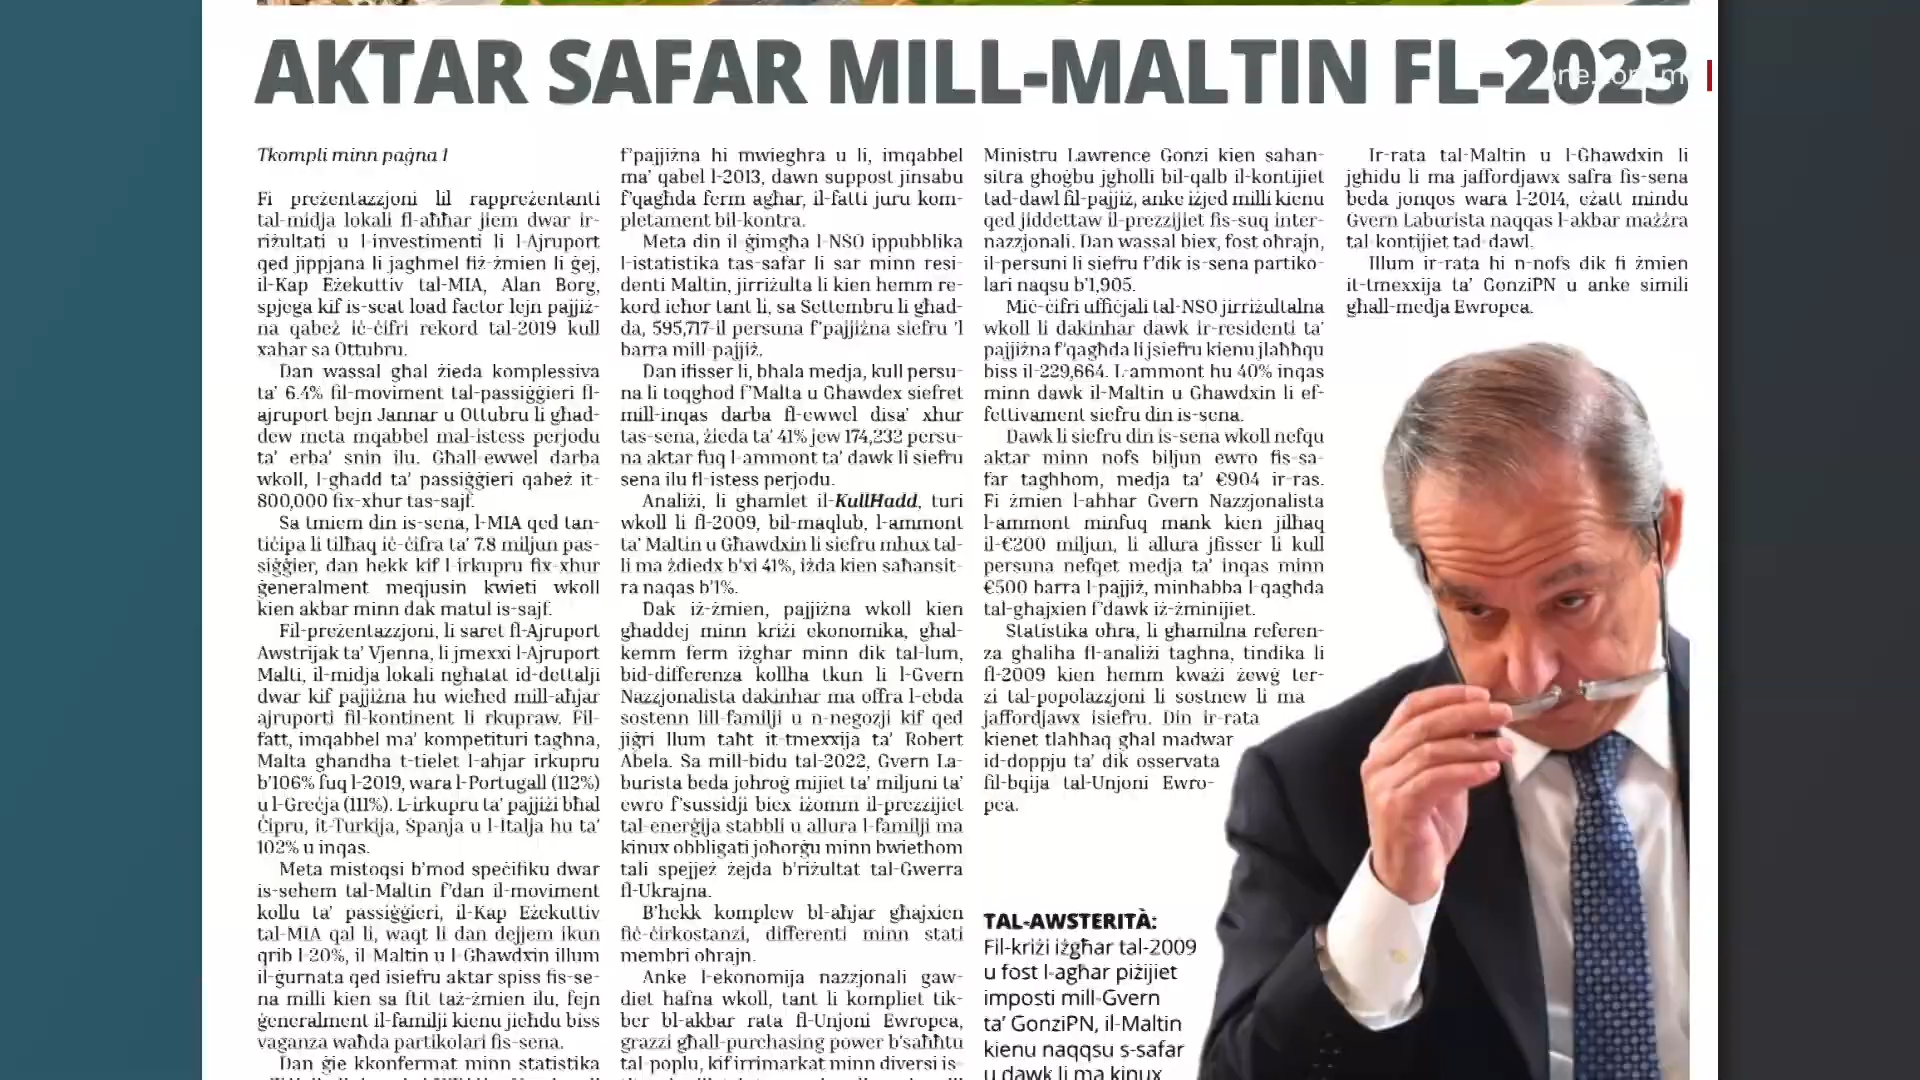 AKTAR SAFAR MILL-MALTIN FL-2023
one.com.m
Tkompli minn paġna 1
Fi preżentazzjoni lil rappreżentanti
tal-midja lokali fl-aħħar jiem dwar ir-
riżultati u l-investimenti li l-Ajruport
qed jippjana li jagħmel fiż-żmien li ġej,
il-Kap Eżekuttiv tal-MIA, Alan Borg,
spjega kif is-seat load factor lejn pajjiż-
na qabeż iċ-ċifri rekord tal-2019 kull
xahar sa Ottubru.
Dan wassal għal żieda komplessiva
ta’ 6.4% fil-moviment tal-passiġġieri fl-
ajruport bejn Jannar u Ottubru li għad-
dew meta mqabbel mal-istess perjodu
ta’ erba’ snin ilu. Għall-ewwel darba
wkoll, l-għadd ta’ passiġġieri qabeż it-
800,000 fix-xhur tas-sajf.
Sa tmiem din is-sena, l-MIA qed tan-
tiċipa li tilħaq iċ-ċifra ta’ 7.8 miljun pas-
siġġier, dan hekk kif l-irkupru fix-xhur
ġeneralment meqjusin kwieti wkoll
kien akbar minn dak matul is-sajf.
Fil-preżentazzjoni, li saret fl-Ajruport
Awstrijak ta’ Vjenna, li jmexxi l-Ajruport
Malti, il-midja lokali ngħatat id-dettalji
dwar kif pajjiżna hu wieħed mill-aħjar
ajruporti fil-kontinent li rkupraw. Fil-
fatt, imqabbel ma’ kompetituri tagħna,
Malta għandha t-tielet l-aħjar irkupru
b’106% fuq l-2019, wara l-Portugall (112%)
u l-Greċja (111%). L-irkupru ta’ pajjiżi bħal
Ċipru, it-Turkija, Spanja u l-Italja hu ta’
102% u inqas.
Meta mistoqsi b’mod speċifiku dwar
is-sehem tal-Maltin f’dan il-moviment
kollu ta’ passiġġieri, il-Kap Eżekuttiv
tal-MIA qal li, waqt li dan dejjem ikun
qrib l-20%, il-Maltin u l-Għawdxin illum
il-ġurnata qed isiefru aktar spiss fis-se-
na milli kien sa ftit taż-żmien ilu, fejn
ġeneralment il-familji kienu jieħdu biss
vaganza waħda partikolari fis-sena.
Dan ġie kkonfermat minn statistika
f’pajjiżna hi mwiegħra u li, imqabbel
ma’ qabel l-2013, dawn suppost jinsabu
f’qagħda ferm agħar, il-fatti juru kom-
pletament bil-kontra.
Meta din il-ġimgħa l-NSO ippubblika
l-istatistika tas-safar li sar minn resi-
denti Maltin, jirriżulta li kien hemm re-
kord ieħor tant li, sa Settembru li għad-
da, 595,717-il persuna f’pajjiżna siefru ’l
barra mill-pajjiż.
Dan ifisser li, bħala medja, kull persu-
na li toqgħod f’Malta u Għawdex siefret
mill-inqas darba fl-ewwel disa’ xhur
tas-sena, żieda ta’ 41% jew 174,232 persu-
na aktar fuq l-ammont ta’ dawk li siefru
sena ilu fl-istess perjodu.
Analiżi, li għamlet il-KullHadd, turi
wkoll li fl-2009, bil-maqlub, l-ammont
ta’ Maltin u Għawdxin li siefru mhux tal-
li ma żdiedx b’xi 41%, iżda kien saħansit-
ra naqas b’1%.
Dak iż-żmien, pajjiżna wkoll kien
għaddej minn kriżi ekonomika, għal-
kemm ferm iżgħar minn dik tal-lum,
bid-differenza kollha tkun li l-Gvern
Nazzjonalista dakinhar ma offra l-ebda
sostenn lill-familji u n-negozji kif qed
jiġri llum taħt it-tmexxija ta’ Robert
Abela. Sa mill-bidu tal-2022, Gvern La-
burista beda joħroġ mijiet ta’ miljuni ta’
ewro f’sussidji biex iżomm il-prezzijiet
tal-enerġija stabbli u allura l-familji ma
kinux obbligati joħorġu minn bwiethom
tali spejjeż żejda b’riżultat tal-Gwerra
fl-Ukrajna.
B’hekk komplew bl-aħjar għajxien
fiċ-ċirkostanzi, differenti minn stati
membri oħrajn.
Anke l-ekonomija nazzjonali gaw-
diet ħafna wkoll, tant li kompliet tik-
ber bl-akbar rata fl-Unjoni Ewropea,
grazzi għall-purchasing power b’saħħtu
tal-poplu, kif irrimarkat minn diversi is-
Ministru Lawrence Gonzi kien saħan-
sitra għoġbu jgħolli bil-qalb il-kontijiet
tad-dawl fil-pajjiż, anke iżjed milli kienu
qed jiddettaw il-prezzijiet fis-suq inter-
nazzjonali. Dan wassal biex, fost oħrajn,
il-persuni li siefru f’dik is-sena partiko-
lari naqsu b’1,905.
Miċ-ċifri uffiċjali tal-NSO jirriżultalna
wkoll li dakinhar dawk ir-residenti ta’
pajjiżna f’qagħda li jsiefru kienu jlaħħqu
biss il-229,664. L-ammont hu 40% inqas
minn dawk il-Maltin u Għawdxin li ef-
fettivament siefru din is-sena.
Dawk li siefru din is-sena wkoll nefqu
aktar minn nofs biljun ewro fis-sa-
far tagħhom, medja ta’ €904 ir-ras.
Fi żmien l-aħħar Gvern Nazzjonalista
l-ammont minfuq mank kien jilħaq
il-€200 miljun, li allura jfisser li kull
persuna nefqet medja ta’ inqas minn
€500 barra l-pajjiż, minħabba l-qagħda
tal-għajxien f’dawk iż-żminijiet.
Statistika oħra, li għamilna referen-
za għaliha fl-analiżi tagħna, tindika li
fl-2009 kien hemm kważi żewġ ter-
zi tal-popolazzjoni li sostnew li ma
jaffordjawx isiefru. Din ir-rata
kienet tlaħħaq għal madwar
id-doppju ta’ dik osservata
fil-bqija tal-Unjoni Ewro-
pea.
Ir-rata tal-Maltin u l-Għawdxin li
jgħidu li ma jaffordjawx safra fis-sena
beda jonqos wara l-2014, eżatt mindu
Gvern Laburista naqqas l-akbar mażżra
tal-kontijiet tad-dawl.
Illum ir-rata hi n-nofs dik fi żmien
it-tmexxija ta’ GonziPN u anke simili
għall-medja Ewropea.
TAL-AWSTERITÀ:
Fil-kriżi iżgħar tal-2009
u fost l-agħar piżijiet
imposti mill-Gvern
ta’ GonziPN, il-Maltin
kienu naqqsu s-safar
u dawk li ma kinux